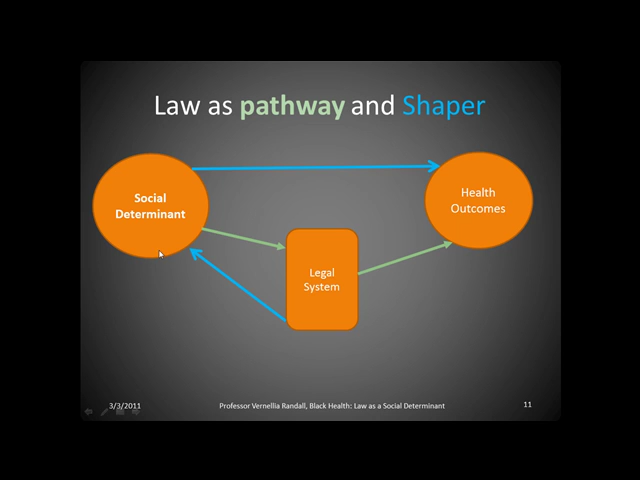 Law as pathway and Shaper
Social
Determinant
Health
Outcomes
Legal
System
3/3/2011
Professor Vernellia Randall, Black Health: Law as a Social Determinant
11